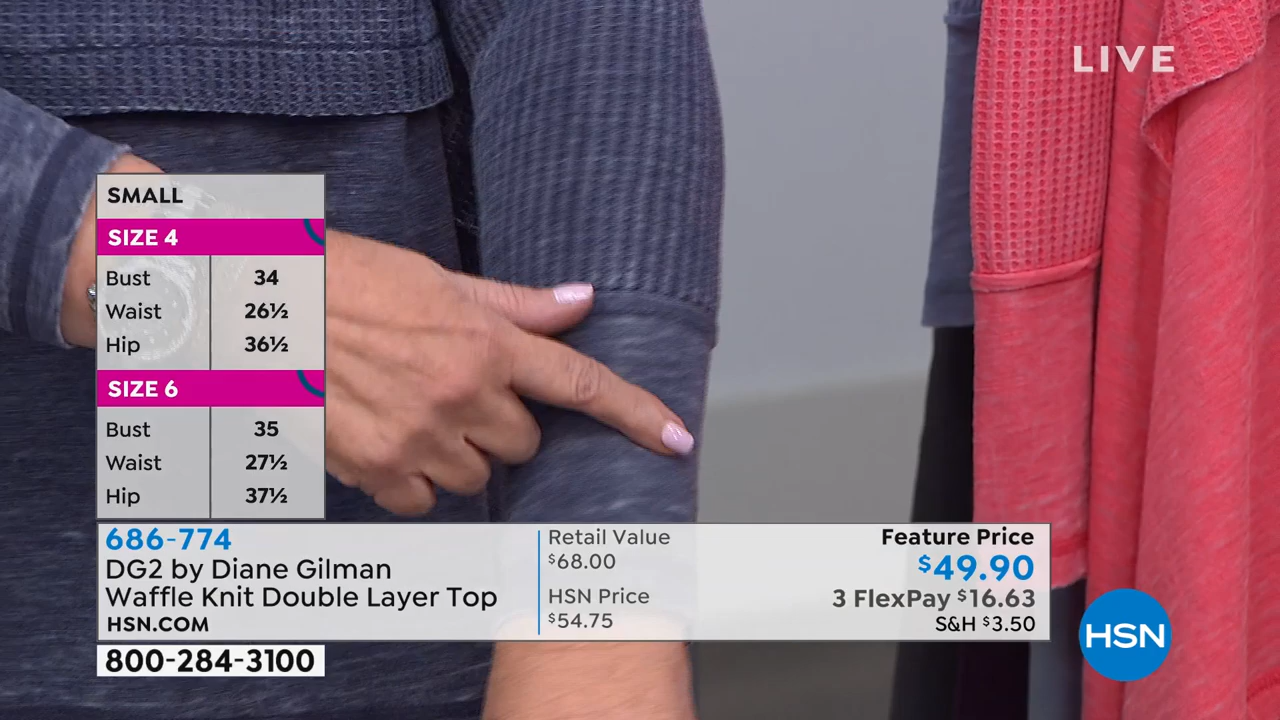 LIVE
SMALL
SIZE 4
Bust 34
Waist 26½
Hip 36½
SIZE 6
Bust 35
Waist 27½
Hip 37½
686-774
DG2 by Diane Gilman
Waffle Knit Double Layer Top
HSN.COM
Retail Value
$68.00
HSN Price
$54.75
Feature Price
$49.90
3 FlexPay $16.63
S&H $3.50
800-284-3100
HSN